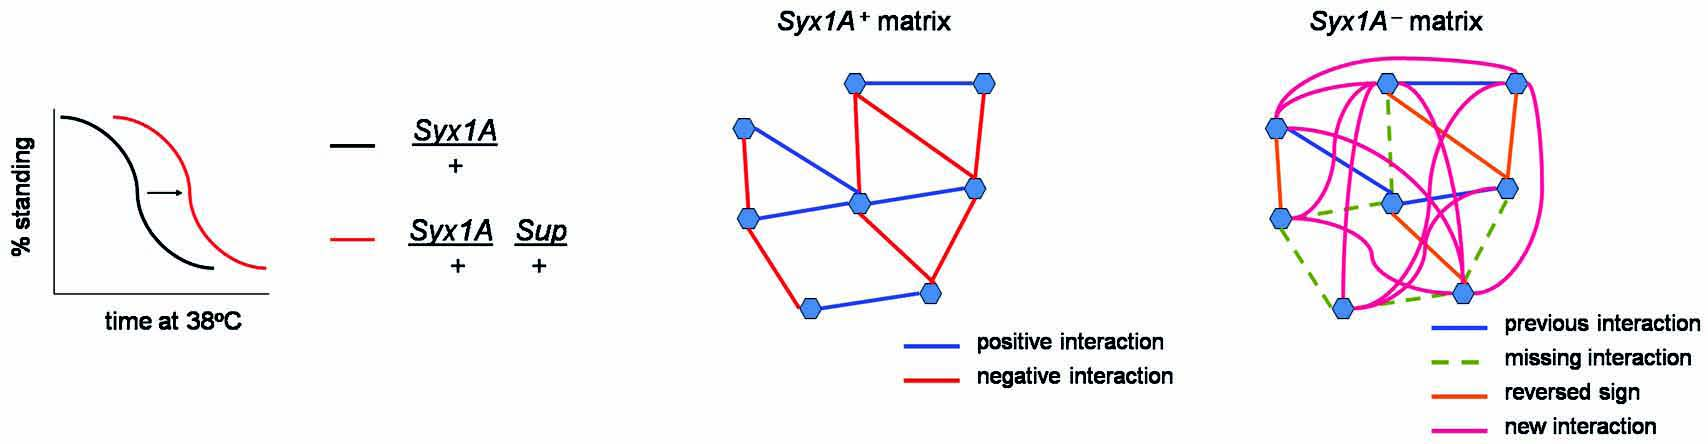 % standing
time at 38ºC
Syx1A
+
Syx1A Sup
+ +
Syx1A+ matrix
positive interaction
negative interaction
Syx1A– matrix
previous interaction
missing interaction
reversed sign
new interaction